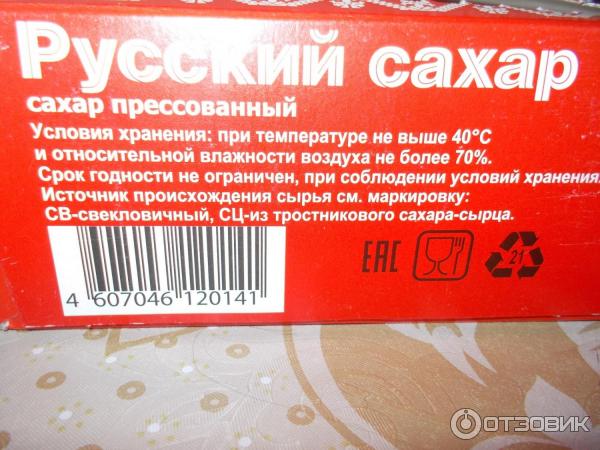 Русский сахар
сахар прессованный
Условия хранения: при температуре не выше 40°С
и относительной влажности воздуха не более 70%.
Срок годности не ограничен, при соблюдении условий хранения.
Источник происхождения сырья см. маркировку:
СВ-свекловичный, СЦ-из тростникового сахара-сырца.
EAC
21
4 607046 120141
ОТЗОВИК